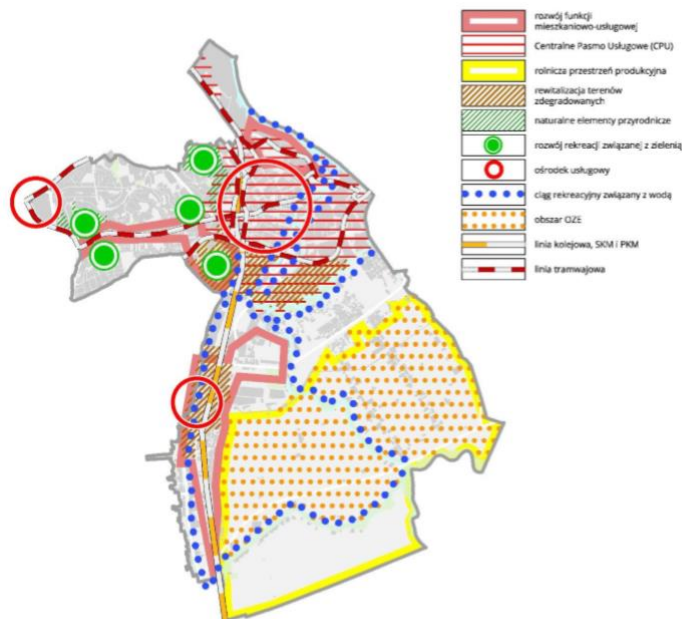 rozwój funkcji
mieszkaniowo-usługowej
Centralne Pasmo Usługowe (CPU)
rolnicza przestrzeń produkcyjna
rewitalizacja terenów
zdegradowanych
naturalne elementy przyrodnicze
rozwój rekreacji związanej z zielenią
ośrodek usługowy
ciąg rekreacyjny związany z wodą
obszar OZE
linia kolejowa, SKM i PKM
linia tramwajowa